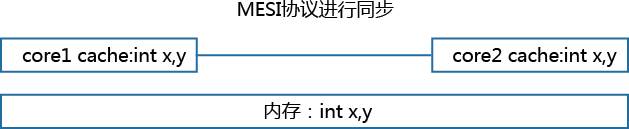 MESI协议进行同步
core1 cache:int x,y
core2 cache:int x,y
内存：int x,y